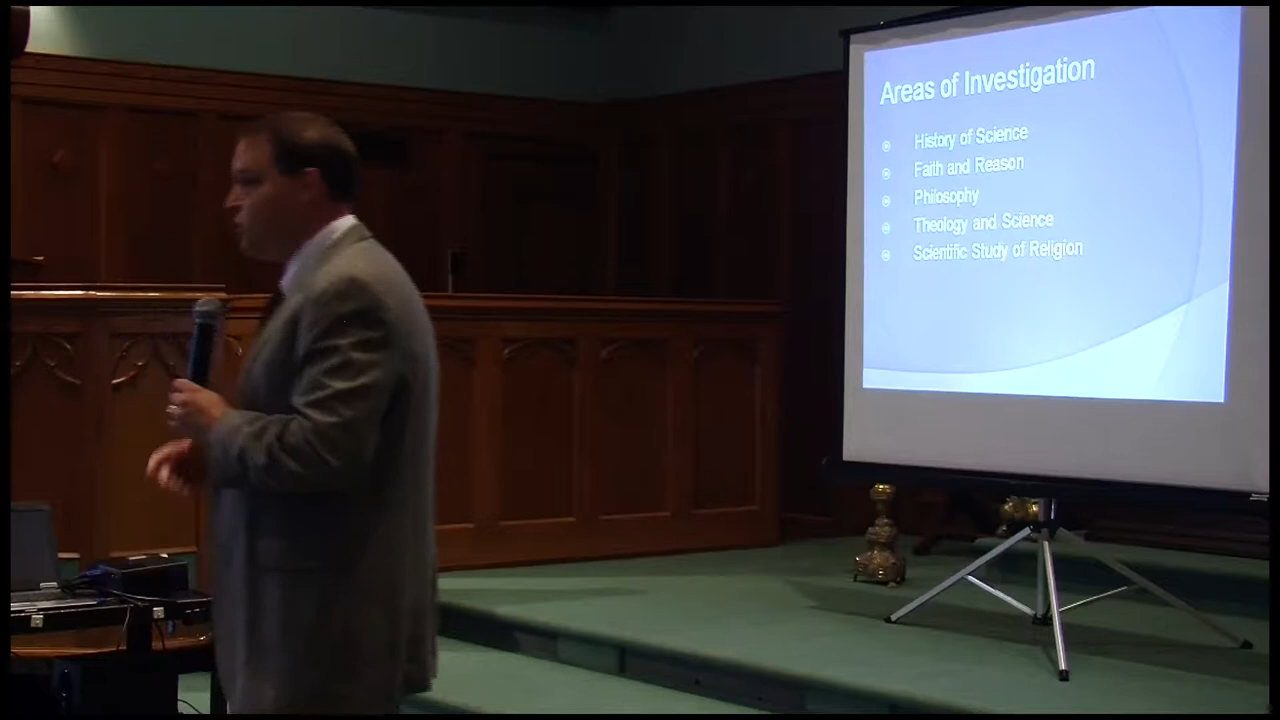 Areas of Investigation
History of Science
Faith and Reason
Philosophy
Theology and Science
Scientific Study of Religion